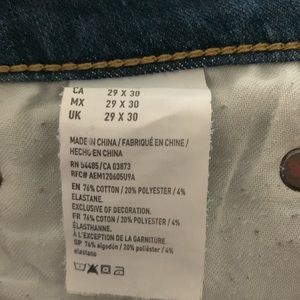 CA 29 X 30
MX 29 X 30
UK 29 X 30
MADE IN CHINA / FABRIQUÉ EN CHINE /
HECHO EN CHINA
RN 54485/CA 03873
RFC# AEM120605U9A
EN 76% COTTON / 20% POLYESTER / 4%
ELASTANE.
EXCLUSIVE OF DECORATION.
FR 76% COTON / 20% POLYESTER / 4%
ÉLASTHANNE.
À L'EXCEPTION DE LA GARNITURE.
SP 76% algodón / 20% poliéster / 4%
elastano